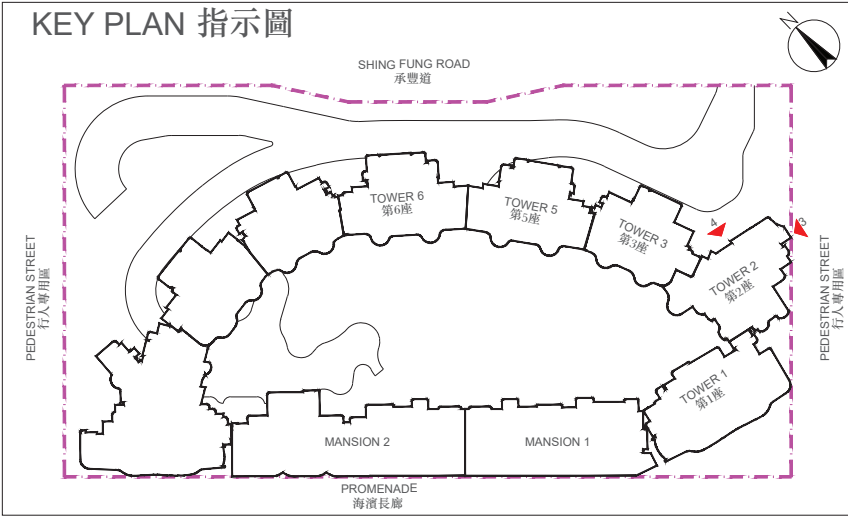 KEY PLAN 指示圖
N
SHING FUNG ROAD
承豐道
TOWER 6
第6座
TOWER 5
第5座
TOWER 3
第3座
4
3
TOWER 2
第2座
TOWER 1
第1座
PEDESTRIAN STREET
行人專用區
PEDESTRIAN STREET
行人專用區
MANSION 2
MANSION 1
PROMENADE
海濱長廊